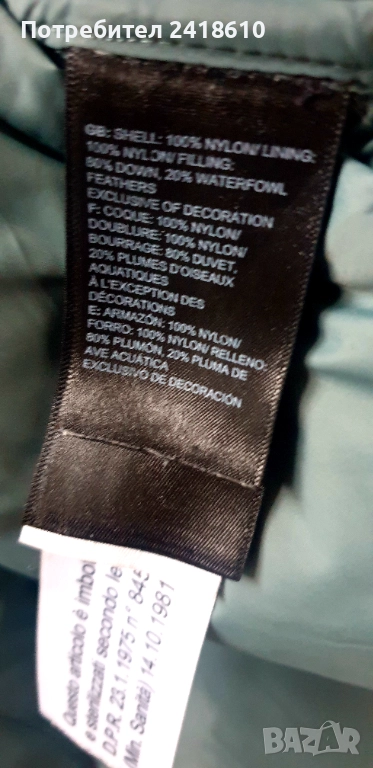 Потребител 2418610
GB: SHELL: 100% NYLON/ LINING:
100% NYLON/ FILLING:
80% DOWN, 20% WATERFOWL
FEATHERS
EXCLUSIVE OF DECORATION
F: COQUE: 100% NYLON/
DOUBLURE: 100% NYLON/
BOURRAGE: 80% DUVET,
20% PLUMES D'OISEAUX
AQUATIQUES
À L'EXCEPTION DES
DÉCORATIONS
E: ARMAZÓN: 100% NYLON/
FORRO: 100% NYLON/ RELLENO:
80% PLUMÓN, 20% PLUMA DE
AVE ACUÁTICA
EXCLUSIVO DE DECORACIÓN
Questo articolo è imbot
e sterilizzati secondo le
D.P.R. 23.1.1975 n° 845
(Min. Sanità) 14.10.1981
BAZAR